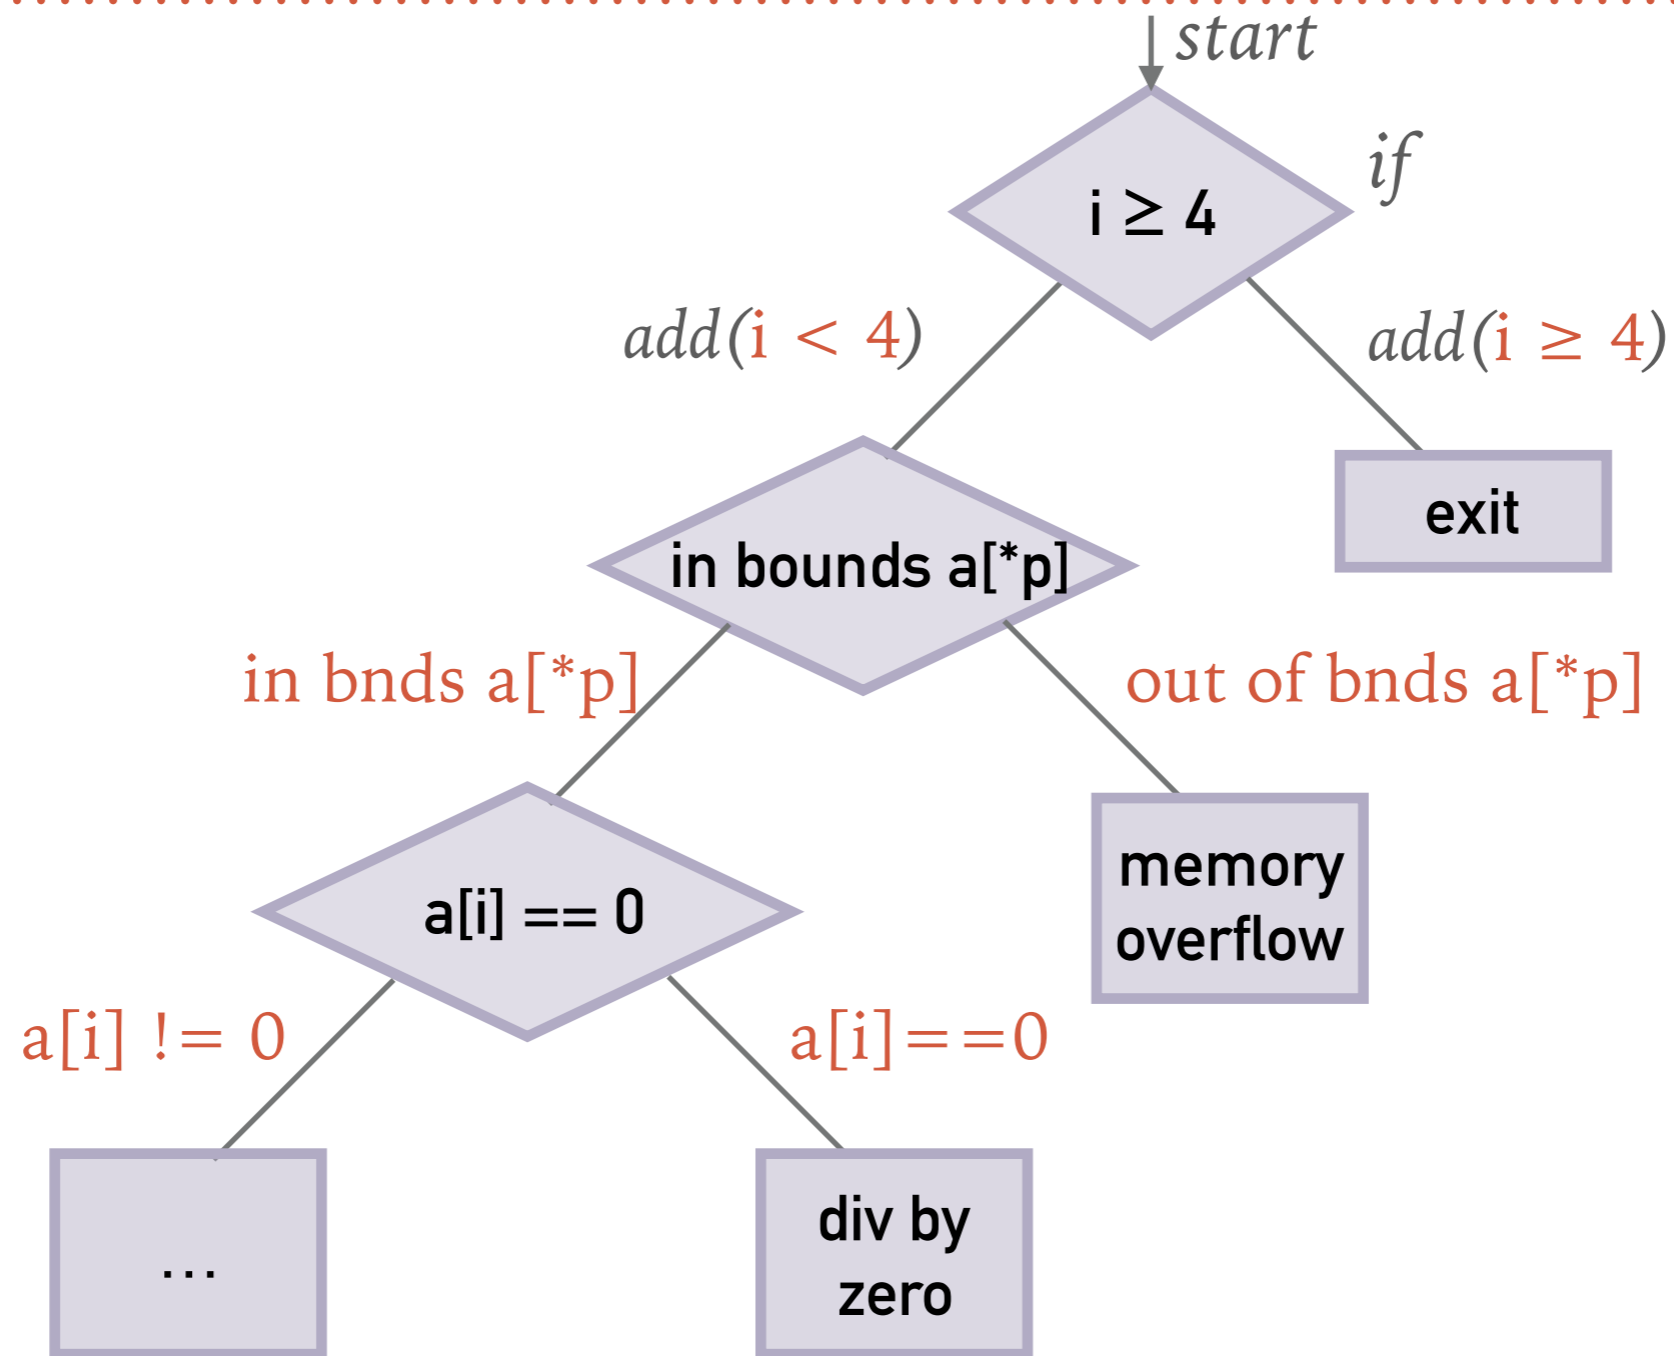 start
if
i ≥ 4
add(i < 4)
add(i ≥ 4)
exit
in bounds a[*p]
in bnds a[*p]
out of bnds a[*p]
memory
overflow
a[i] == 0
a[i] != 0
a[i]==0
...
div by
zero